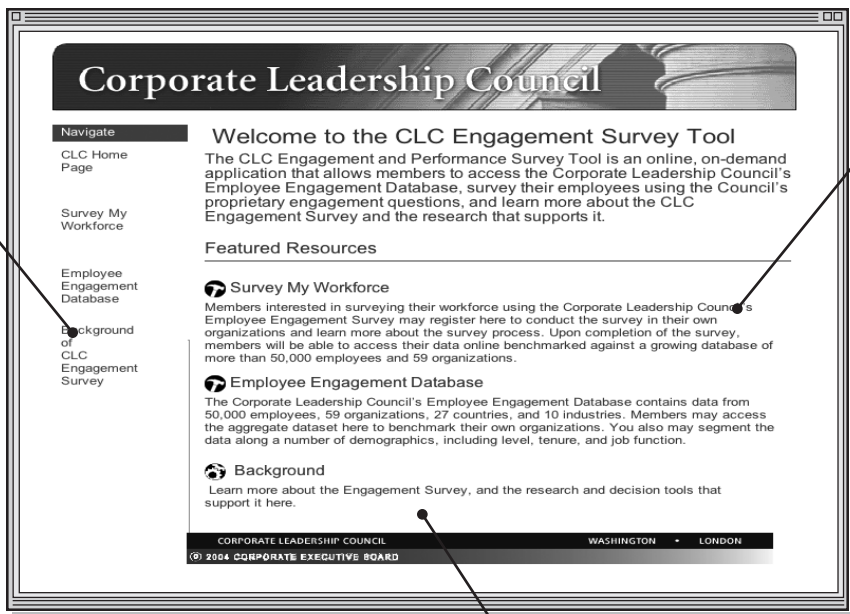 Corporate Leadership Council
Navigate
CLC Home
Page
Survey My
Workforce
Employee
Engagement
Database
Background
of
CLC
Engagement
Survey
Welcome to the CLC Engagement Survey Tool
The CLC Engagement and Performance Survey Tool is an online, on-demand
application that allows members to access the Corporate Leadership Council’s
Employee Engagement Database, survey their employees using the Council’s
proprietary engagement questions, and learn more about the CLC
Engagement Survey and the research that supports it.
Featured Resources
Survey My Workforce
Members interested in surveying their workforce using the Corporate Leadership Council’s
Employee Engagement Survey may register here to conduct the survey in their own
organizations and learn more about the survey process. Upon completion of the survey,
members will be able to access their data online benchmarked against a growing database of
more than 50,000 employees and 59 organizations.
Employee Engagement Database
The Corporate Leadership Council’s Employee Engagement Database contains data from
50,000 employees, 59 organizations, 27 countries, and 10 industries. Members may access
the aggregate dataset here to benchmark their own organizations. You also may segment the
data along a number of demographics, including level, tenure, and job function.
Background
Learn more about the Engagement Survey, and the research and decision tools that
support it here.
CORPORATE LEADERSHIP COUNCIL WASHINGTON • LONDON
© 2004 CORPORATE EXECUTIVE BOARD